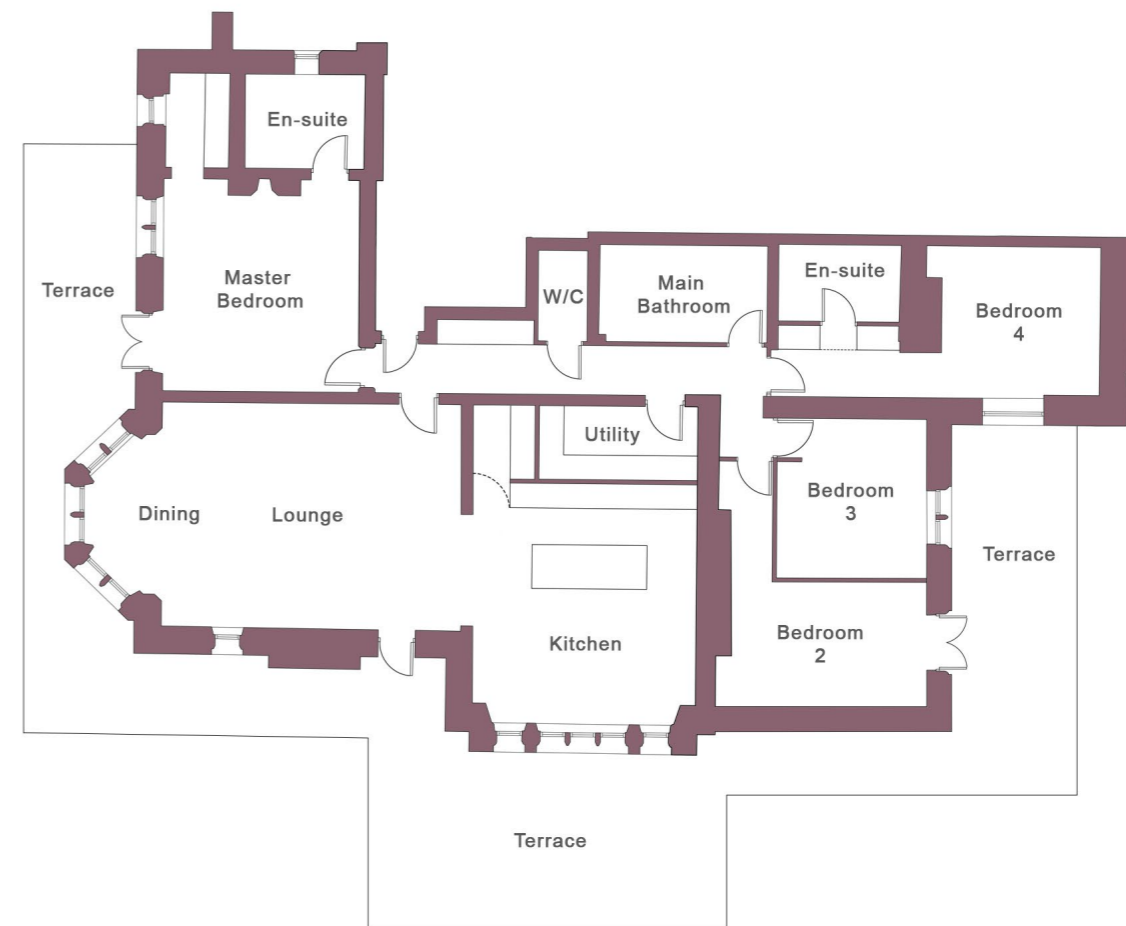 En-suite
Terrace
Master
Bedroom
W/C
Main
Bathroom
En-suite
Bedroom
4
Utility
Dining
Lounge
Bedroom
3
Terrace
Kitchen
Bedroom
2
Terrace